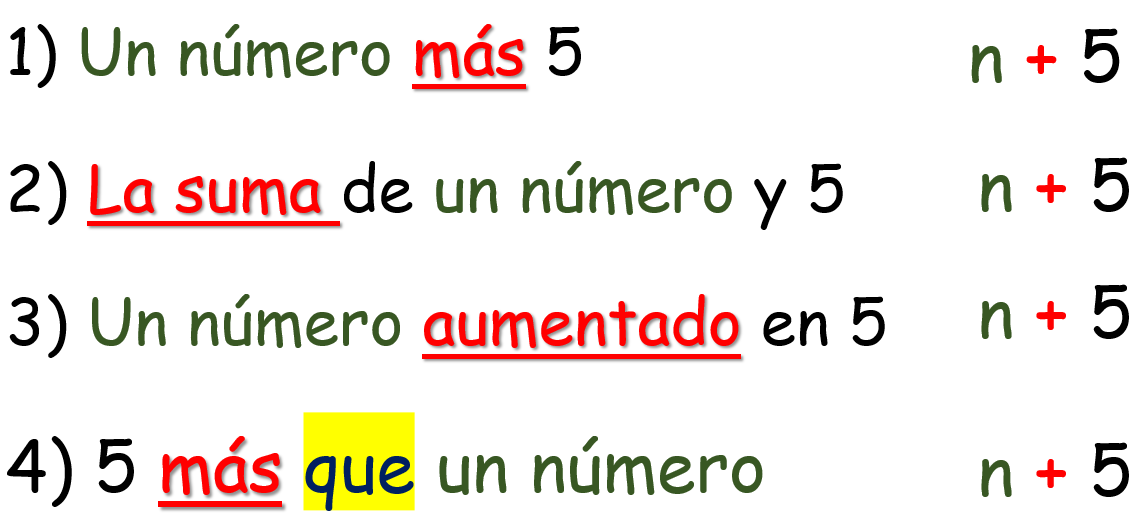 1) Un número más 5 n + 5
2) La suma de un número y 5 n + 5
3) Un número aumentado en 5 n + 5
4) 5 más que un número n + 5